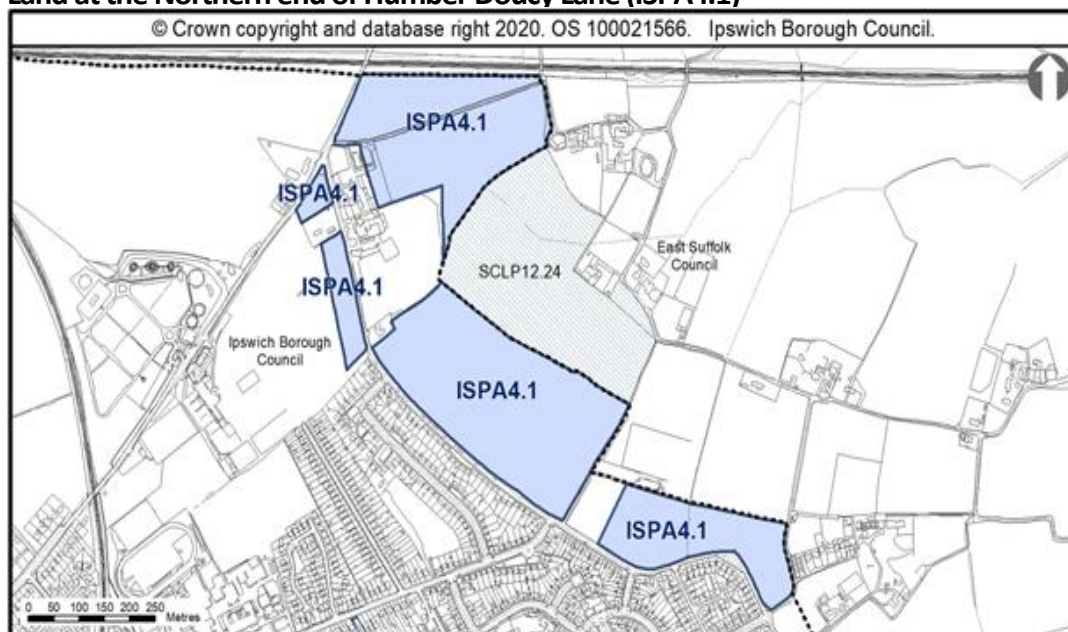 Land at the Northern end of Humber Doucy Lane (ISPA4.1)
© Crown copyright and database right 2020. OS 100021566. Ipswich Borough Council.
ISPA4.1
ISPA4.1
East Suffolk
Council
SCLP12.24
ISPA4.1
Ipswich Borough
Council
ISPA4.1
ISPA4.1
0 50 100 150 200 250
Metres